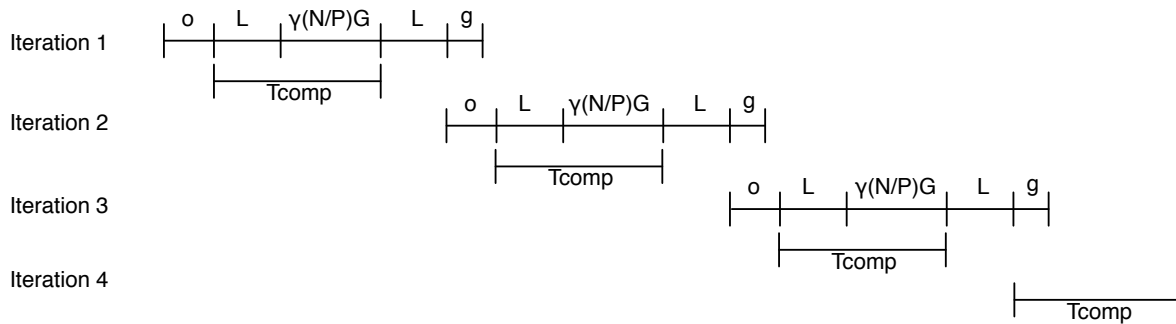 o L γ(N/P)G L g
Iteration 1
Tcomp
o L γ(N/P)G L g
Iteration 2
Tcomp
o L γ(N/P)G L g
Iteration 3
Tcomp
Iteration 4
Tcomp